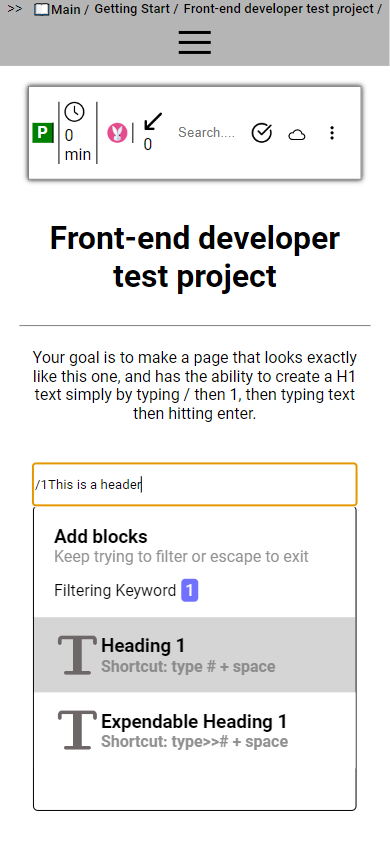 >> Main / Getting Start / Front-end developer test project /
P
0
min
0
Search....
Front-end developer
test project
Your goal is to make a page that looks exactly
like this one, and has the ability to create a H1
text simply by typing / then 1, then typing text
then hitting enter.
/1This is a header
Add blocks
Keep trying to filter or escape to exit
Filtering Keyword 1
T Heading 1
Shortcut: type # + space
T Expendable Heading 1
Shortcut: type>># + space